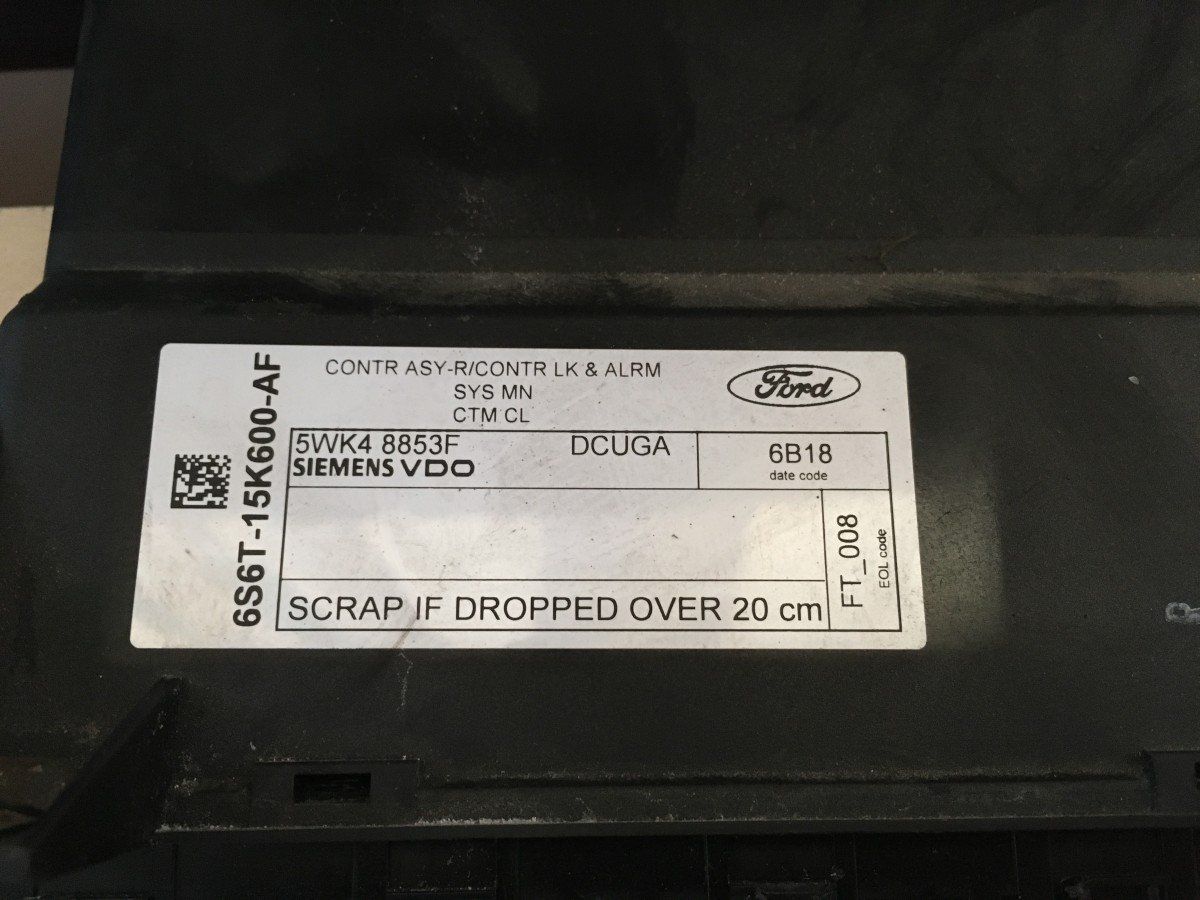 CONTR ASY-R/CONTR LK & ALRM
SYS MN
CTM CL
Ford
6S6T-15K600-AF
5WK4 8853F DCUGA
SIEMENS VDO
6B18
date code
FT_008
EOL code
SCRAP IF DROPPED OVER 20 cm